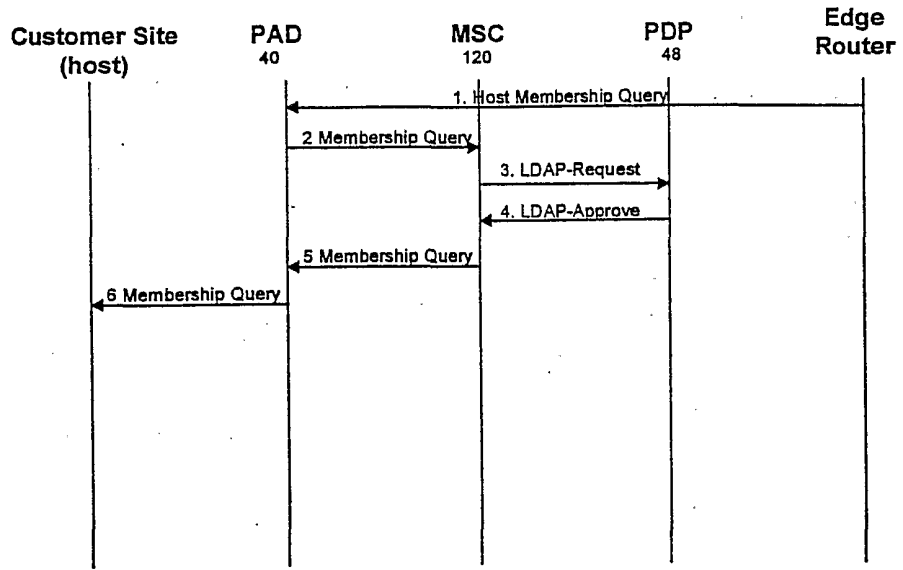 Customer Site
(host)
PAD
40
MSC
120
PDP
48
Edge
Router
1. Host Membership Query
2 Membership Query
3. LDAP-Request
4. LDAP-Approve
5 Membership Query
6 Membership Query